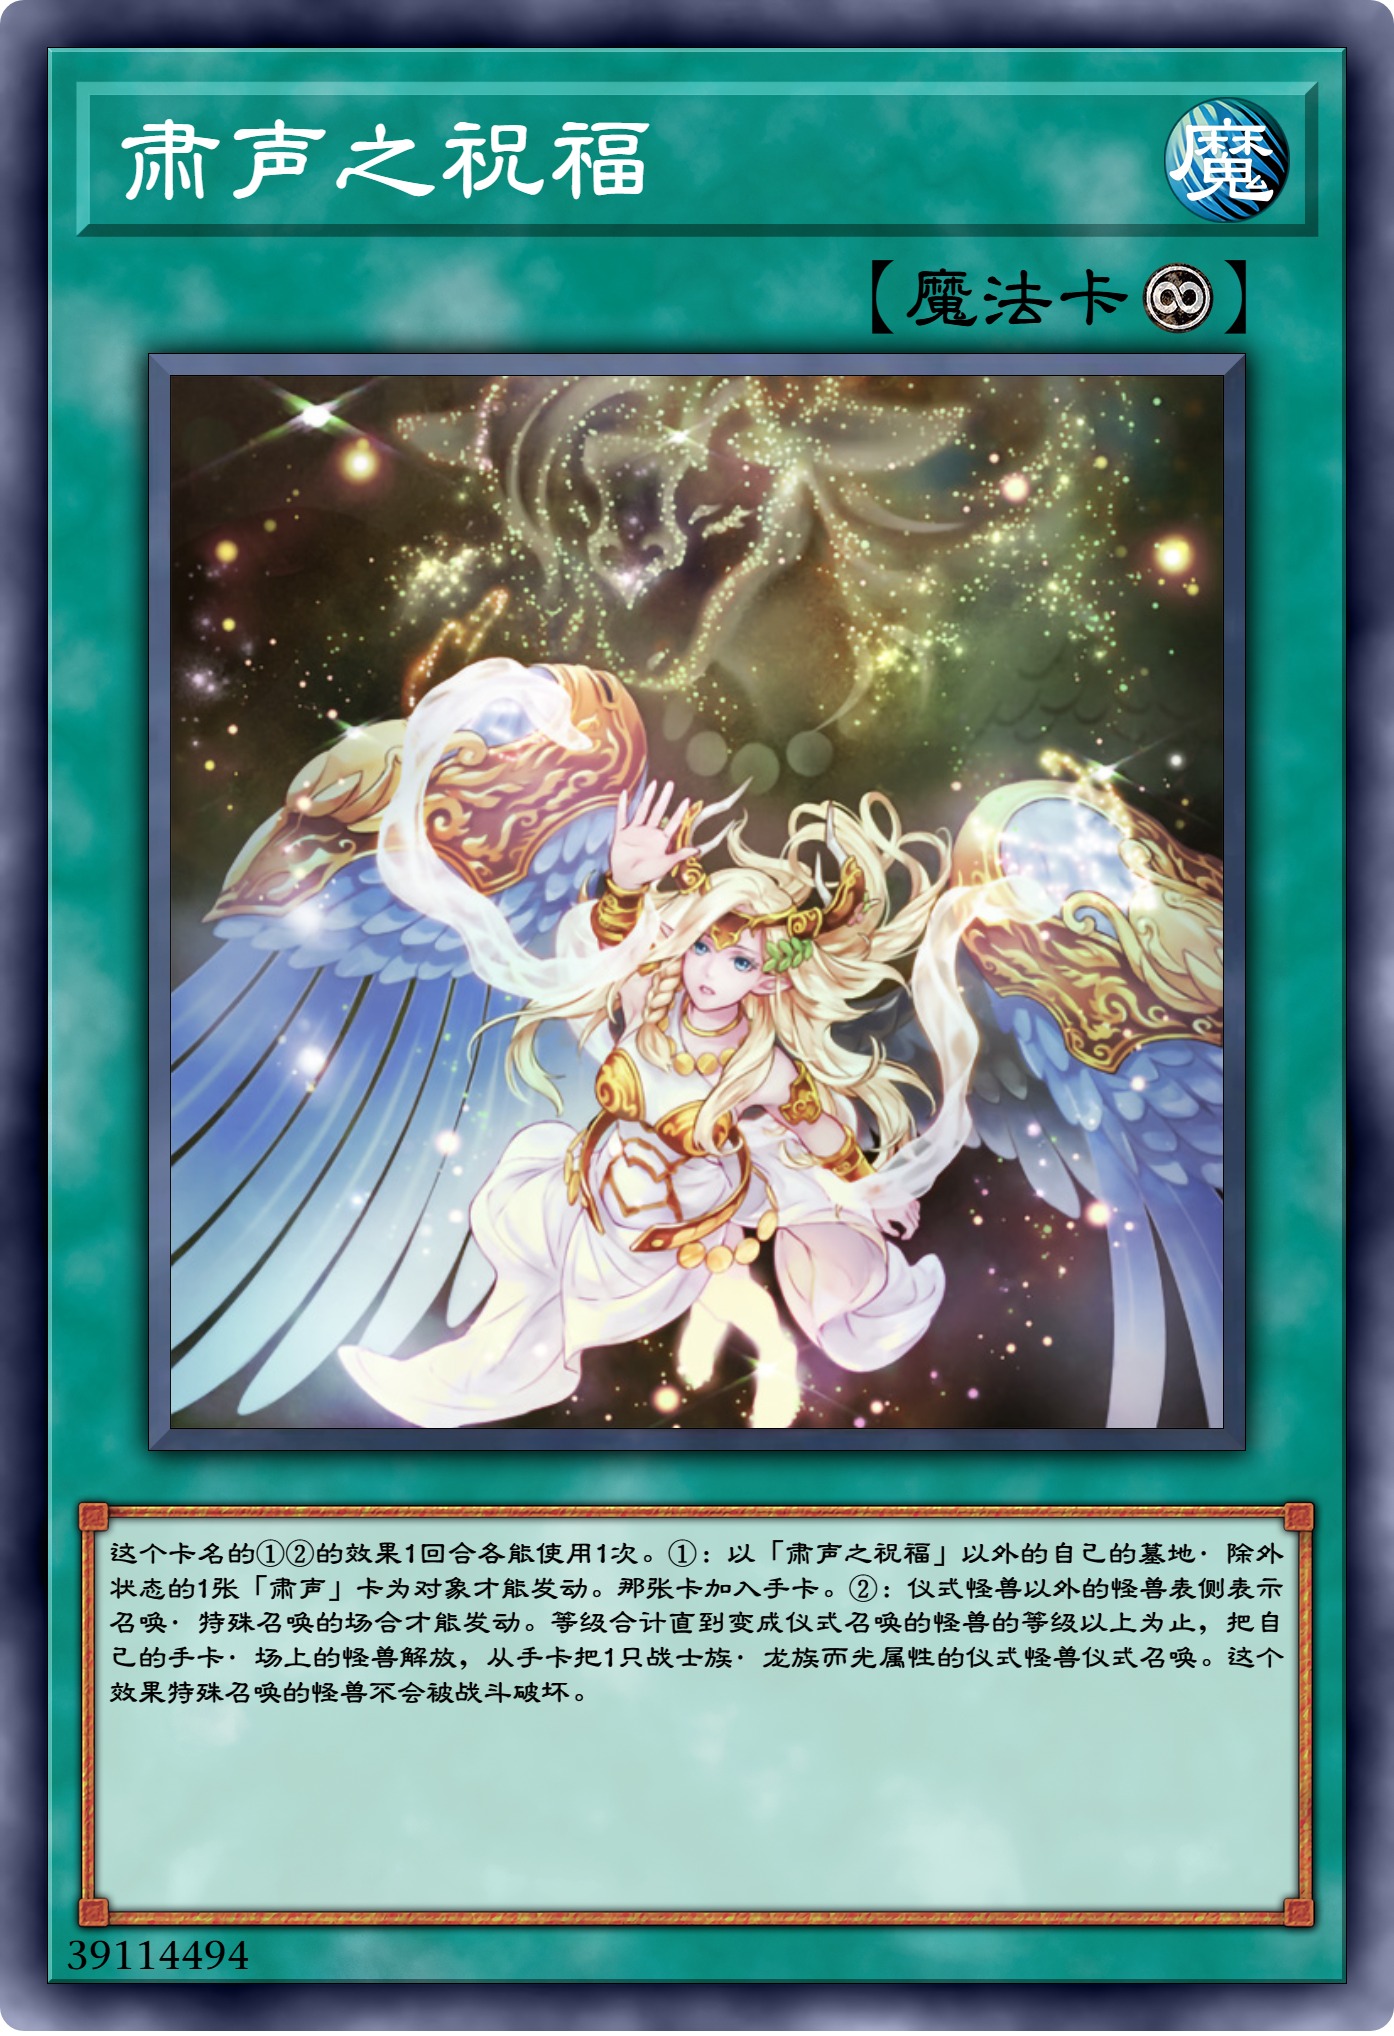 肃声之祝福
魔
【魔法卡】
这个卡名的①②的效果1回合各能使用1次。①：以「肃声之祝福」以外的自己的墓地·除外
状态的1张「肃声」卡为对象才能发动。那张卡加入手卡。②：仪式怪兽以外的怪兽表侧表示
召唤·特殊召唤的场合才能发动。等级合计直到变成仪式召唤的怪兽的等级以上为止，把自
己的手卡·场上的怪兽解放，从手卡把1只战士族·龙族而光属性的仪式怪兽仪式召唤。这个
效果特殊召唤的怪兽不会被战斗破坏。
39114494